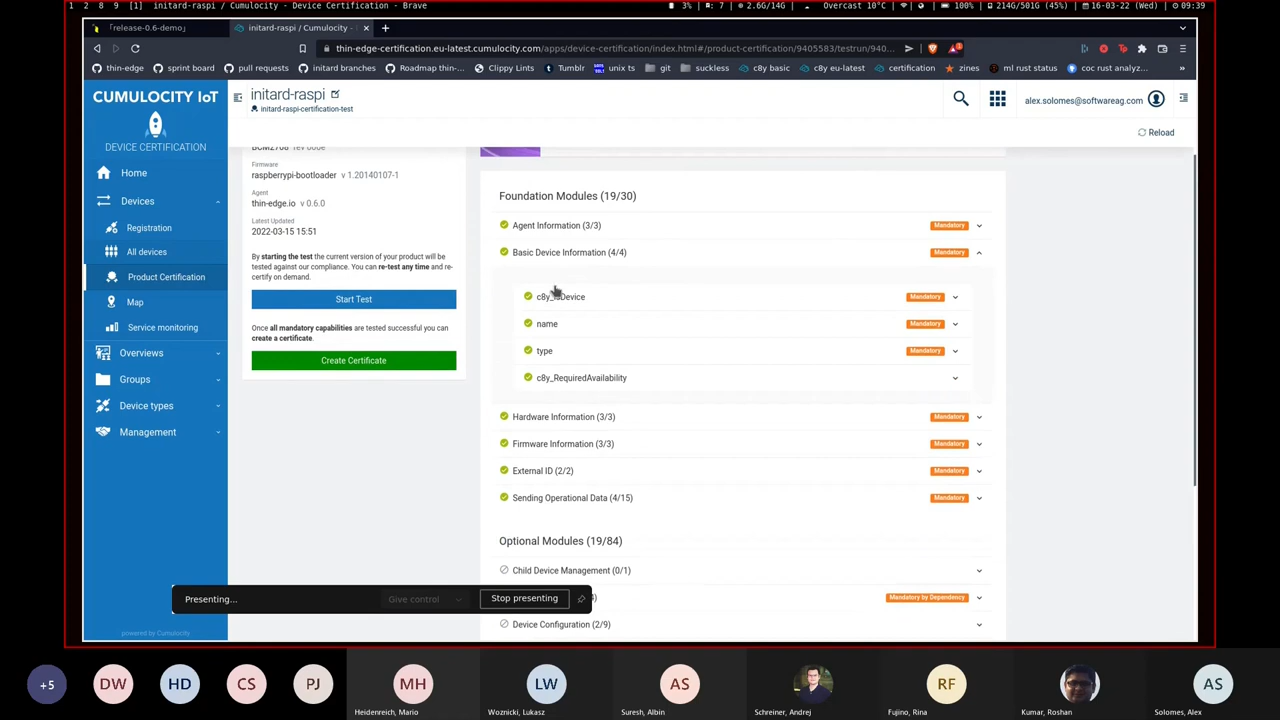 1 2 8 9 [1] initard-raspi / Cumulocity - Device Certification - Brave
3% : 7 2.6G/14G Overcast 10°C 100% 214G/501G (45%) 16-03-22 (Wed) 09:39
「release-0.6-demo」
initard-raspi / Cumulocity -
thin-edge-certification.eu-latest.cumulocity.com/apps/device-certification/index.html#/product-certification/9405583/testrun/940...
thin-edge sprint board pull requests initard branches Roadmap thin-... Clippy Lints Tumblr unix ts git suckless c8y basic c8y eu-latest certification zines ml rust status coc rust analyz... »
CUMULOCITY IoT
DEVICE CERTIFICATION
initard-raspi
initard-raspi-certification-test
alex.solomes@softwareag.com
Reload
Home
Devices
Registration
All devices
Product Certification
Map
Service monitoring
Overviews
Groups
Device types
Management
powered by Cumulocity
Firmware
raspberrypi-bootloader v 1.20140107-1
Agent
thin-edge.io v 0.6.0
Latest Updated
2022-03-15 15:51
By starting the test the current version of your product will be
tested against our compliance. You can re-test any time and re-
certify on demand.
Start Test
Once all mandatory capabilities are tested successful you can
create a certificate.
Create Certificate
Foundation Modules (19/30)
Agent Information (3/3) Mandatory
Basic Device Information (4/4) Mandatory
c8y_IsDevice Mandatory
name Mandatory
type Mandatory
c8y_RequiredAvailability
Hardware Information (3/3) Mandatory
Firmware Information (3/3) Mandatory
External ID (2/2) Mandatory
Sending Operational Data (4/15) Mandatory
Optional Modules (19/84)
Child Device Management (0/1)
Mandatory by Dependency
Device Configuration (2/9)
Presenting... Give control Stop presenting
+5 DW HD CS PJ MH LW AS RF AS
Heidenreich, Mario Woznicki, Lukasz Suresh, Albin Schreiner, Andrej Fujino, Rina Kumar, Roshan Solomes, Alex